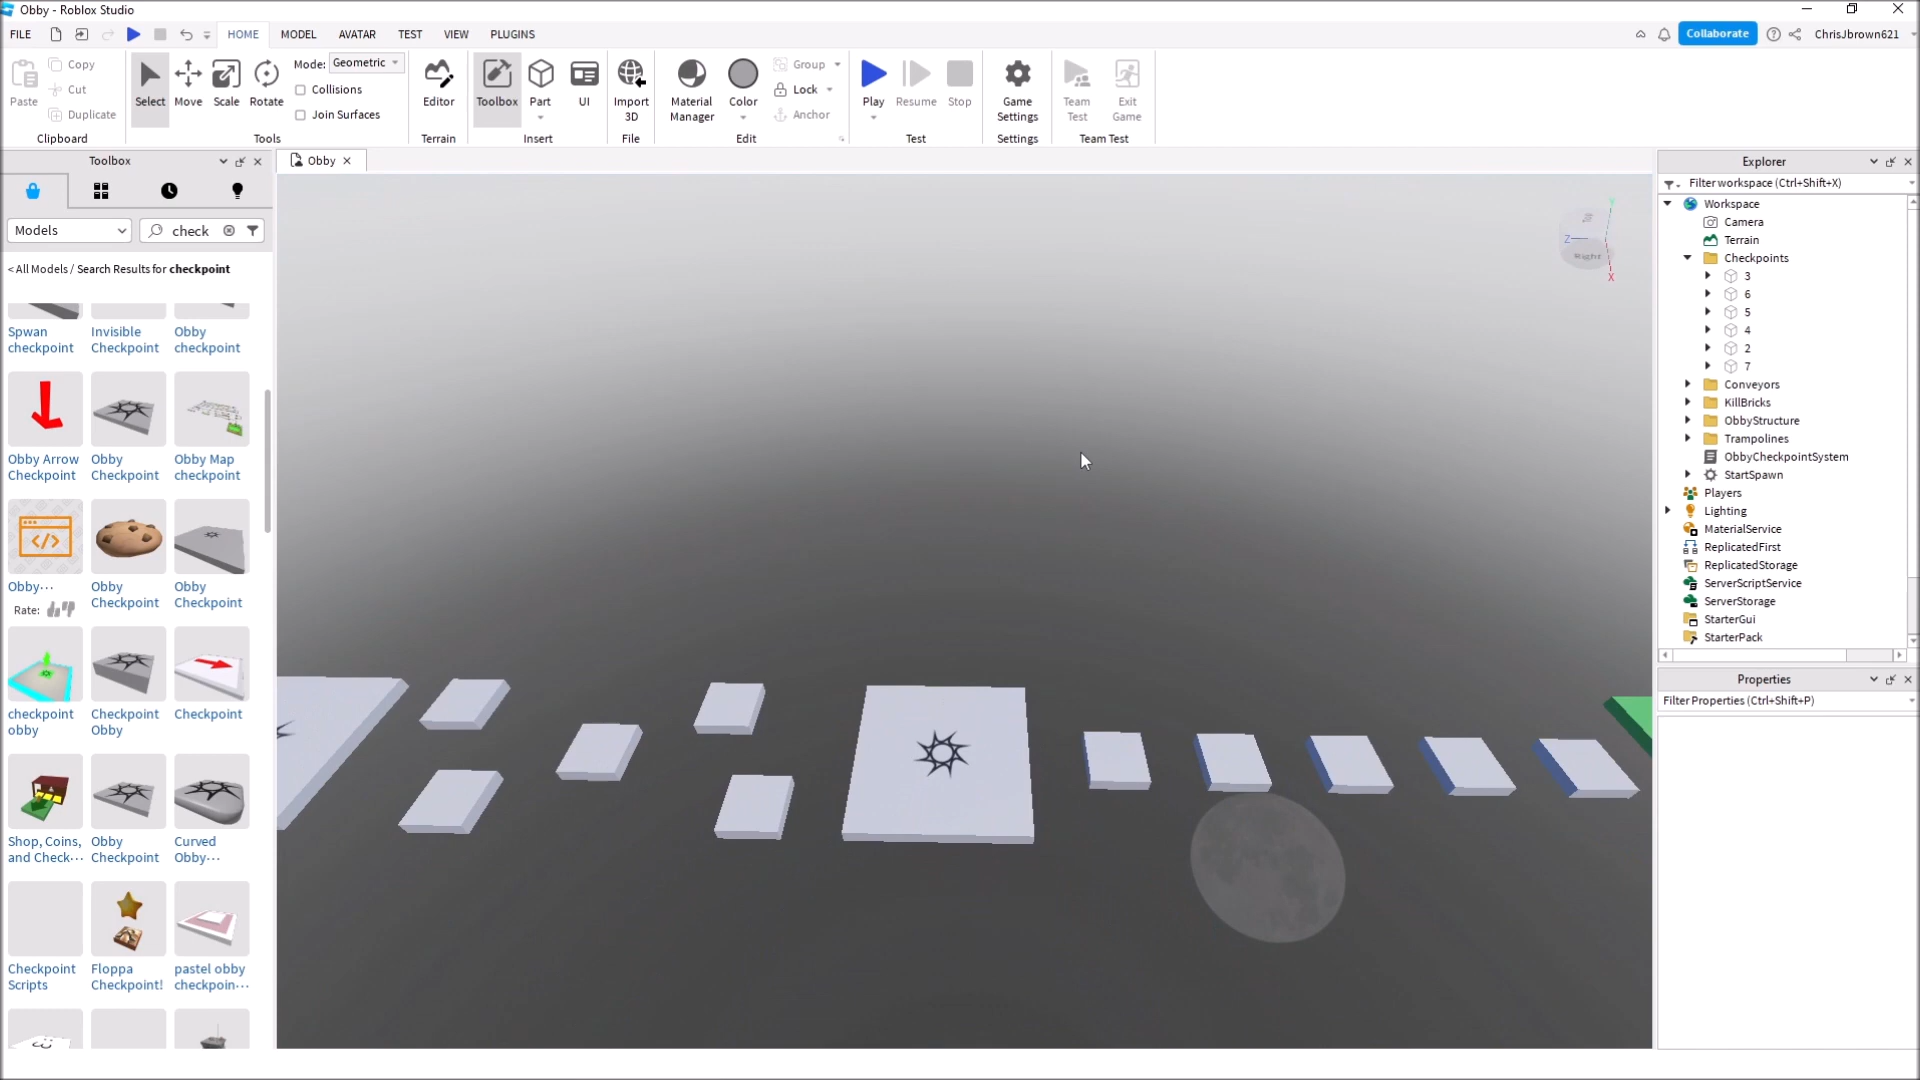 Obby - Roblox Studio
FILE HOME MODEL AVATAR TEST VIEW PLUGINS Collaborate ChrisJbrown621
Paste Copy Cut Duplicate
Clipboard
Select Move Scale Rotate
Mode: Geometric
Collisions
Join Surfaces
Tools
Editor
Terrain
Toolbox Part UI
Insert
Import 3D
File
Material Manager Color Group Lock Anchor
Edit
Play Resume Stop
Test
Game Settings
Settings
Team Test Exit Game
Team Test
Toolbox
Models check
< All Models / Search Results for checkpoint
Spwan checkpoint
Invisible Checkpoint
Obby checkpoint
Obby Arrow Checkpoint
Obby Checkpoint
Obby Map checkpoint
Obby···
Rate:
Obby Checkpoint
Obby Checkpoint
checkpoint obby
Checkpoint Obby
Checkpoint
Shop, Coins, and Check···
Obby Checkpoint
Curved Obby···
Checkpoint Scripts
Floppa Checkpoint!
pastel obby checkpoin···
Obby
Y
Z
X
Explorer
Filter workspace (Ctrl+Shift+X)
Workspace
Camera
Terrain
Checkpoints
3
6
5
4
2
7
Conveyors
KillBricks
ObbyStructure
Trampolines
ObbyCheckpointSystem
StartSpawn
Players
Lighting
MaterialService
ReplicatedFirst
ReplicatedStorage
ServerScriptService
ServerStorage
StarterGui
StarterPack
Properties
Filter Properties (Ctrl+Shift+P)